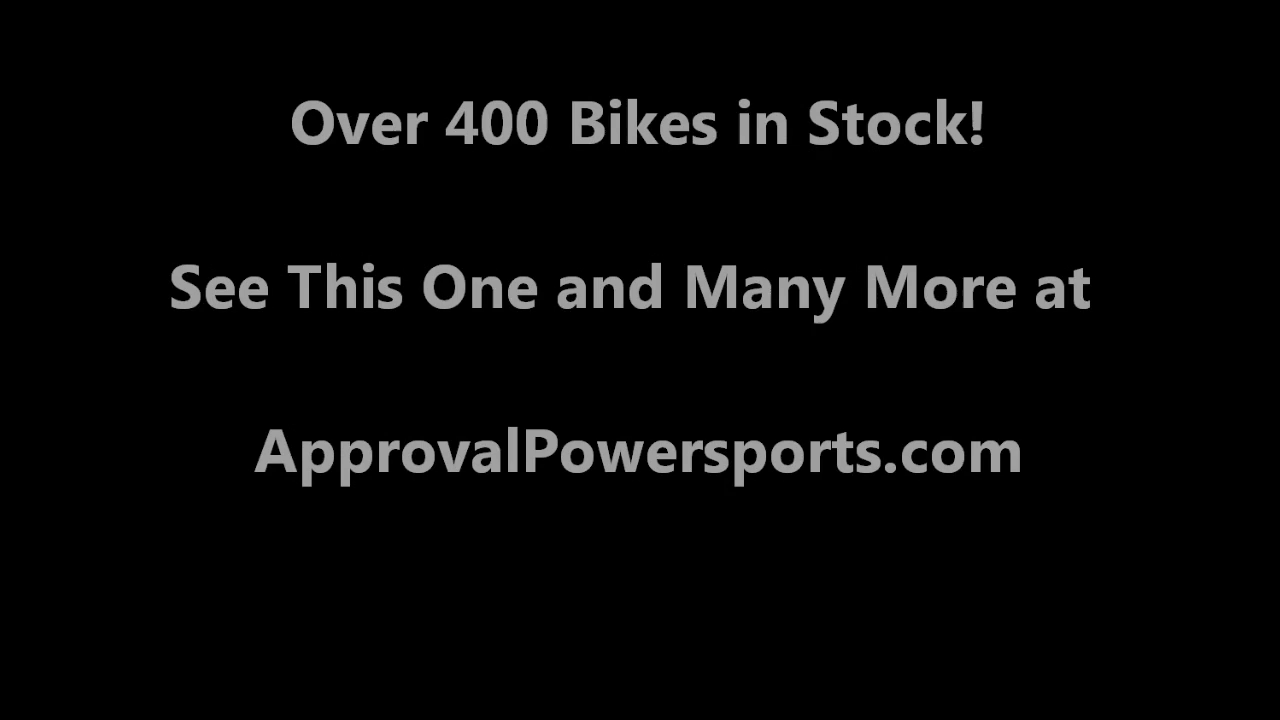 Over 400 Bikes in Stock!
See This One and Many More at
ApprovalPowersports.com